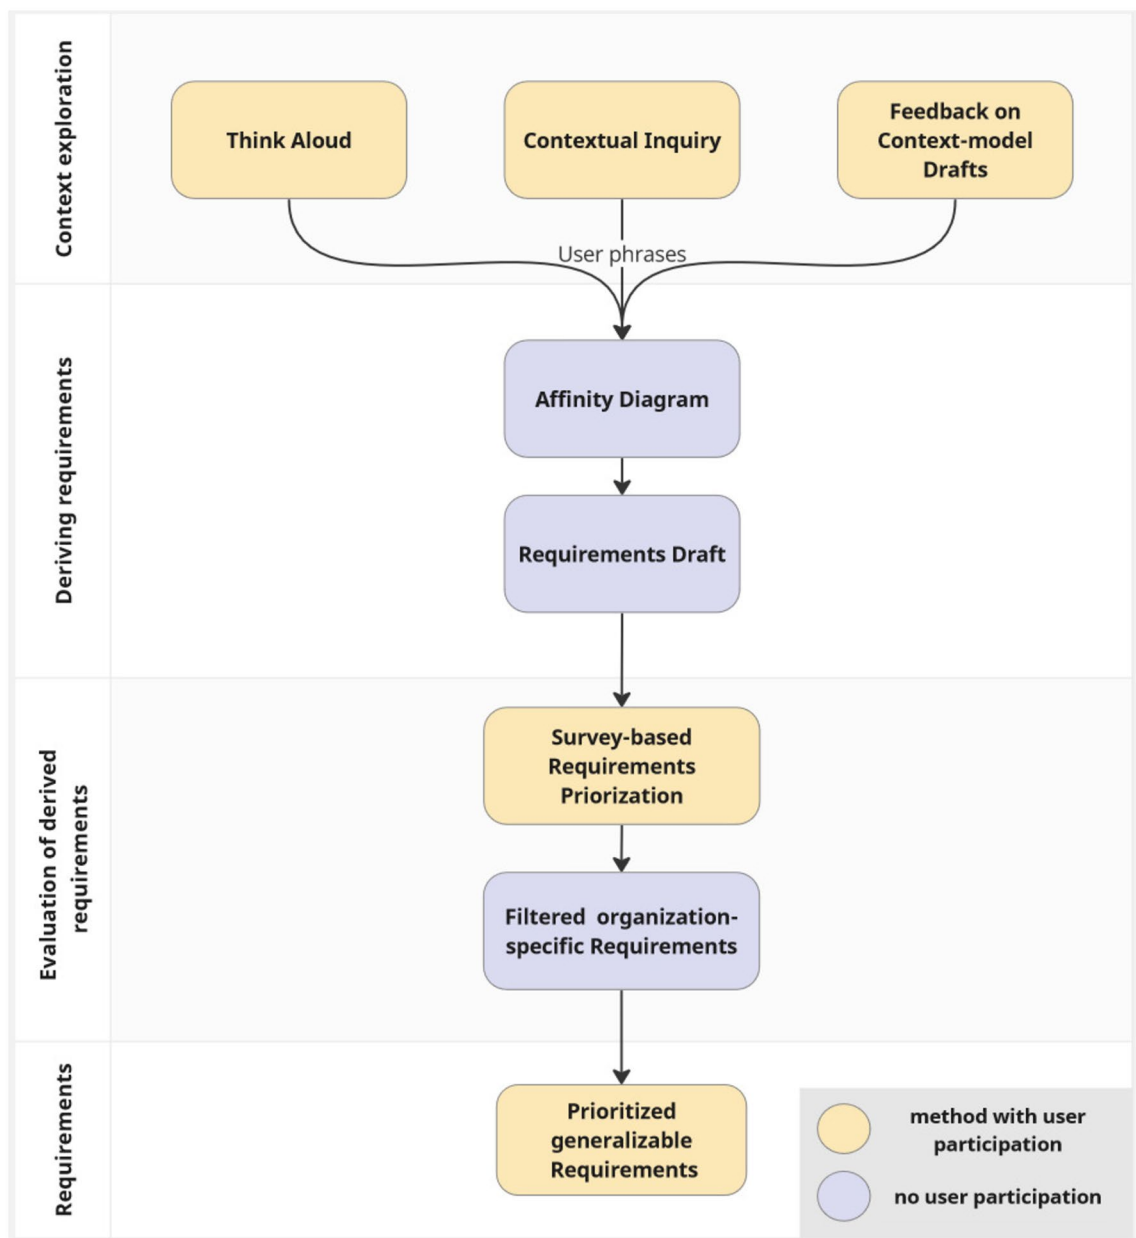 Context exploration
Think Aloud
Contextual Inquiry
Feedback on
Context-model
Drafts
User phrases
Deriving requirements
Affinity Diagram
Requirements Draft
Evaluation of derived
requirements
Survey-based
Requirements
Priorization
Filtered organization-
specific Requirements
Requirements
Prioritized
generalizable
Requirements
method with user
participation
no user participation